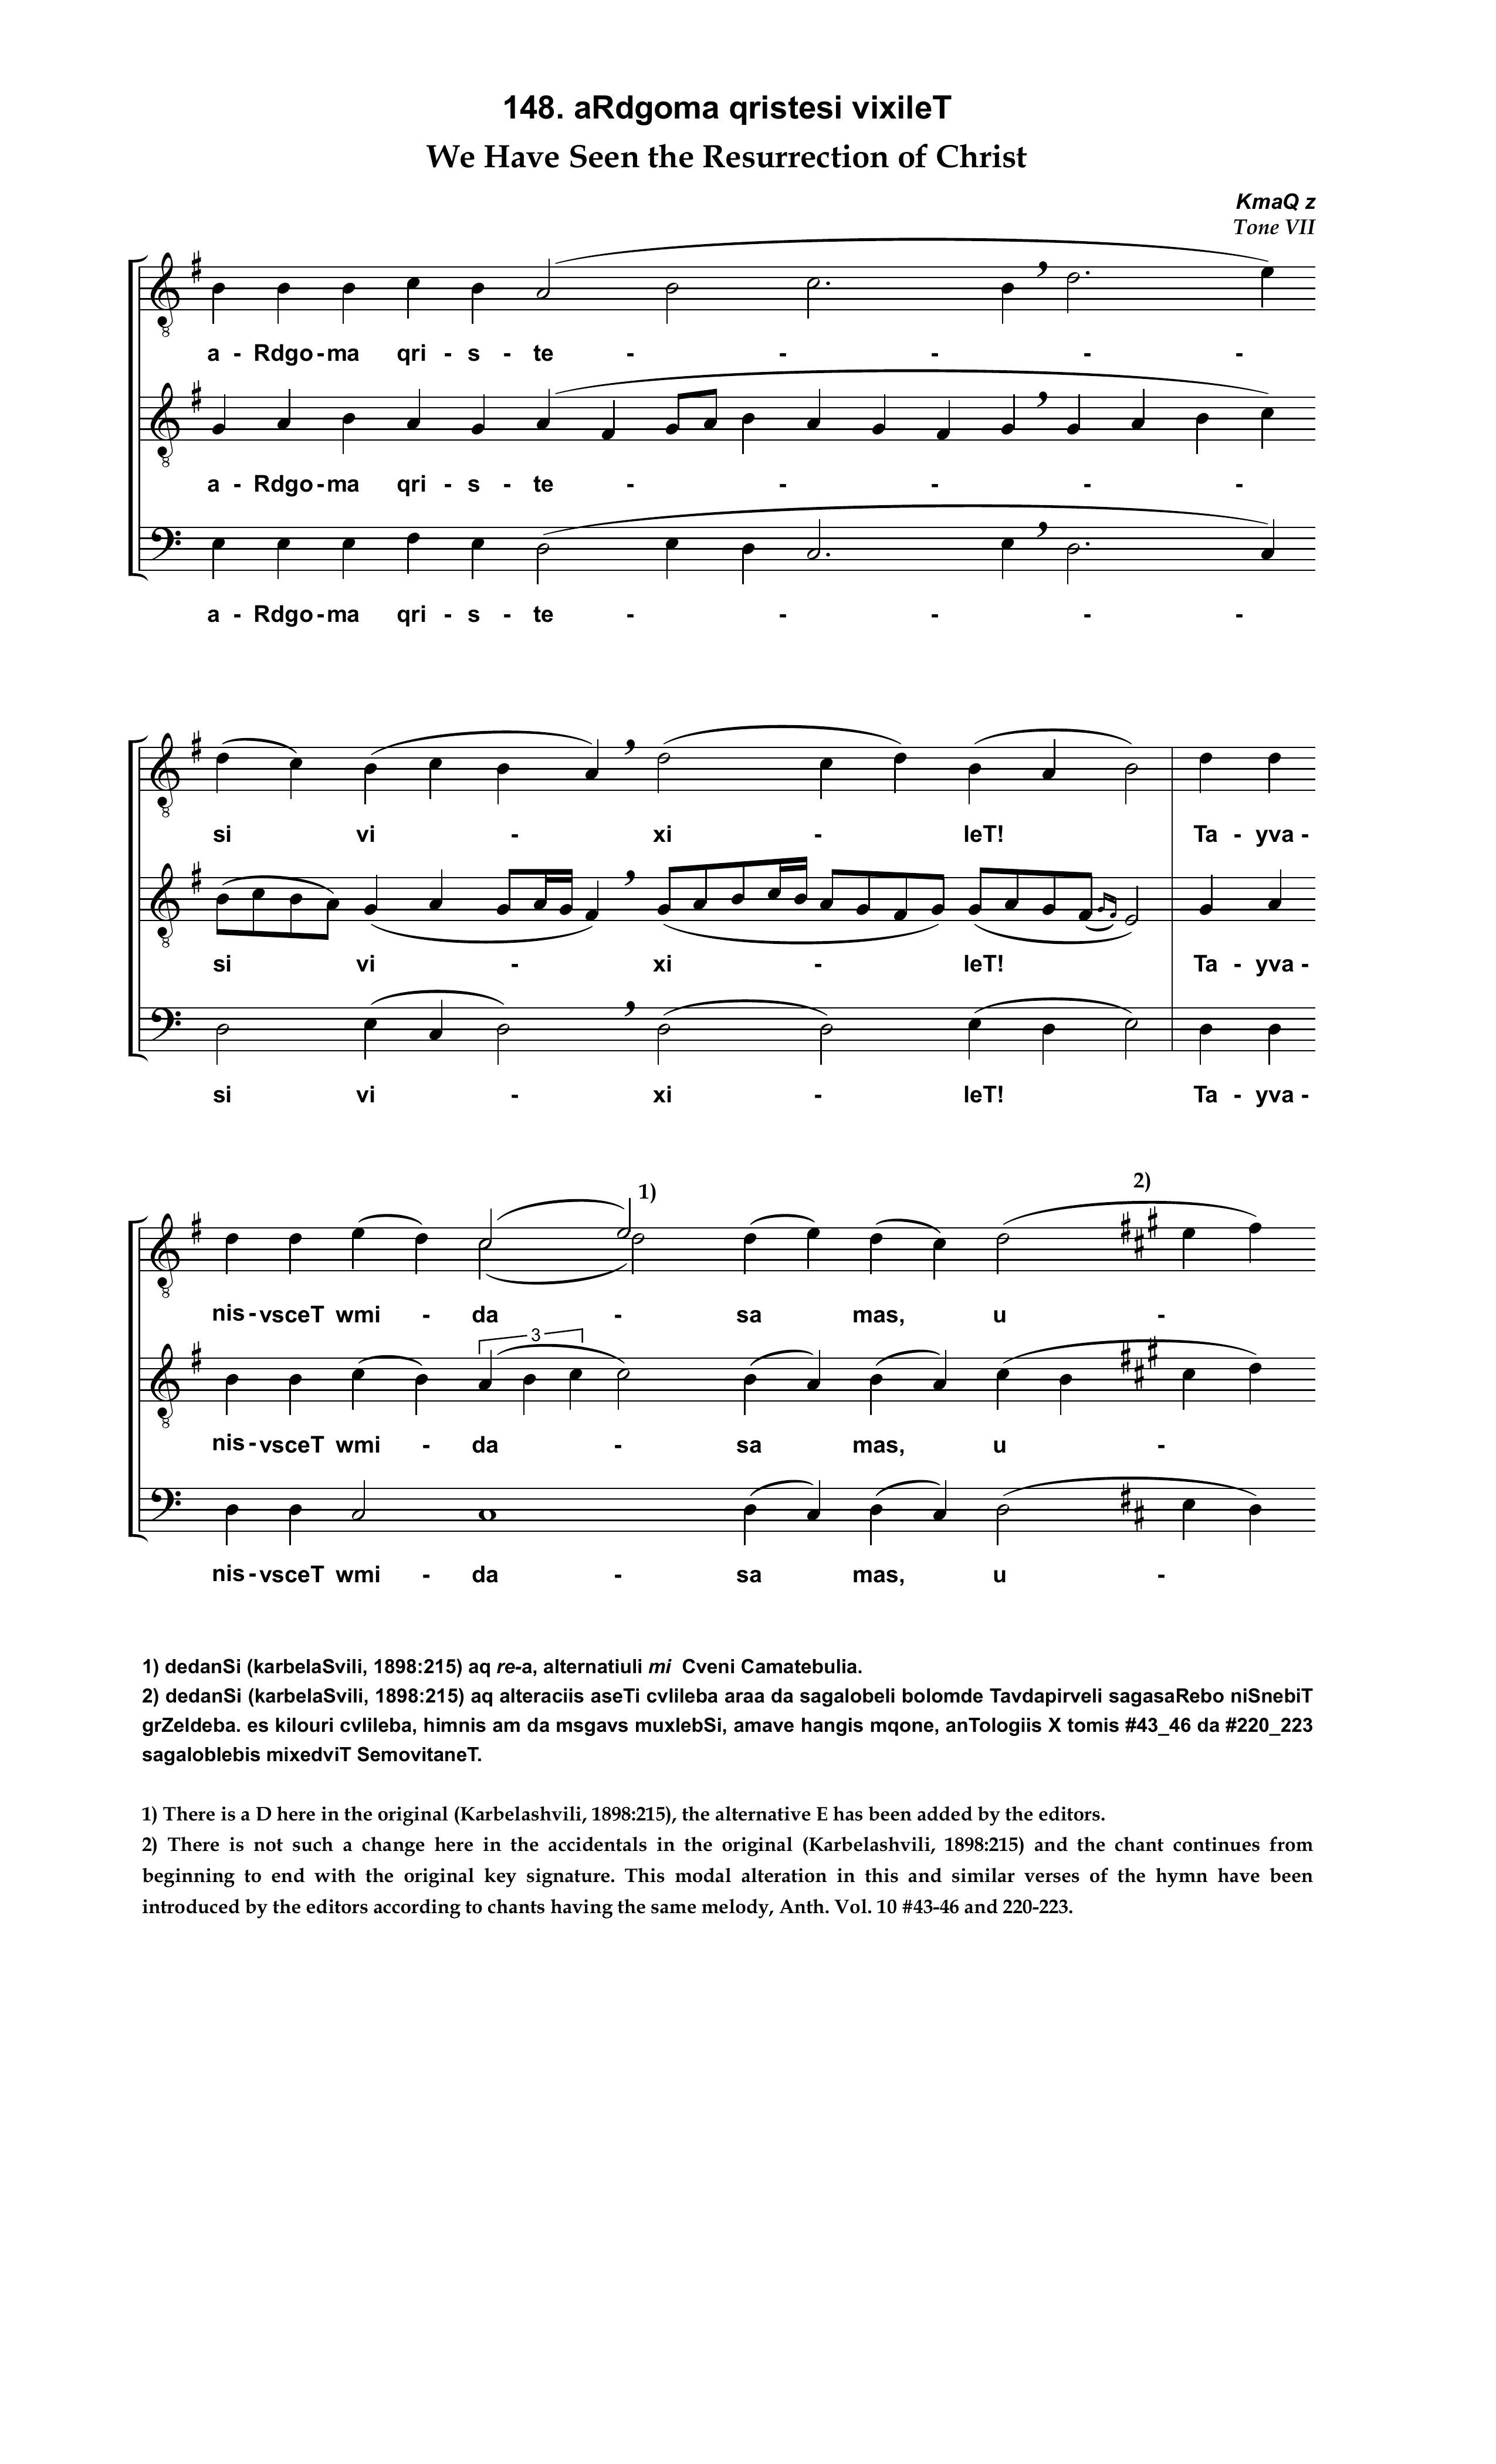 148. aRdgoma qristesi vixileT
We Have Seen the Resurrection of Christ
KmaQ z
Tone VII
a - Rdgo - ma qri - s - te - - - - -
a - Rdgo - ma qri - s - te - - - - -
a - Rdgo - ma qri - s - te - - - - -
si vi - xi - leT! Ta - yva -
si vi - xi - leT! Ta - yva -
si vi - xi - leT! Ta - yva -
1) 2)
nis - vsceT wmi - da - sa mas, u -
3
nis - vsceT wmi - da - sa mas, u -
nis - vsceT wmi - da - sa mas, u -
1) dedanSi (karbelaSvili, 1898:215) aq re-a, alternatiuli mi Cveni Camatebulia.
2) dedanSi (karbelaSvili, 1898:215) aq alteraciis aseTi cvlileba araa da sagalobeli bolomde Tavdapirveli sagasaRebo niSnebiT
grZeldeba. es kilouri cvlileba, himnis am da msgavs muxlebSi, amave hangis mqone, anTologiis X tomis #43_46 da #220_223
sagaloblebis mixedviT SemovitaneT.
1) There is a D here in the original (Karbelashvili, 1898:215), the alternative E has been added by the editors.
2) There is not such a change here in the accidentals in the original (Karbelashvili, 1898:215) and the chant continues from
beginning to end with the original key signature. This modal alteration in this and similar verses of the hymn have been
introduced by the editors according to chants having the same melody, Anth. Vol. 10 #43-46 and 220-223.